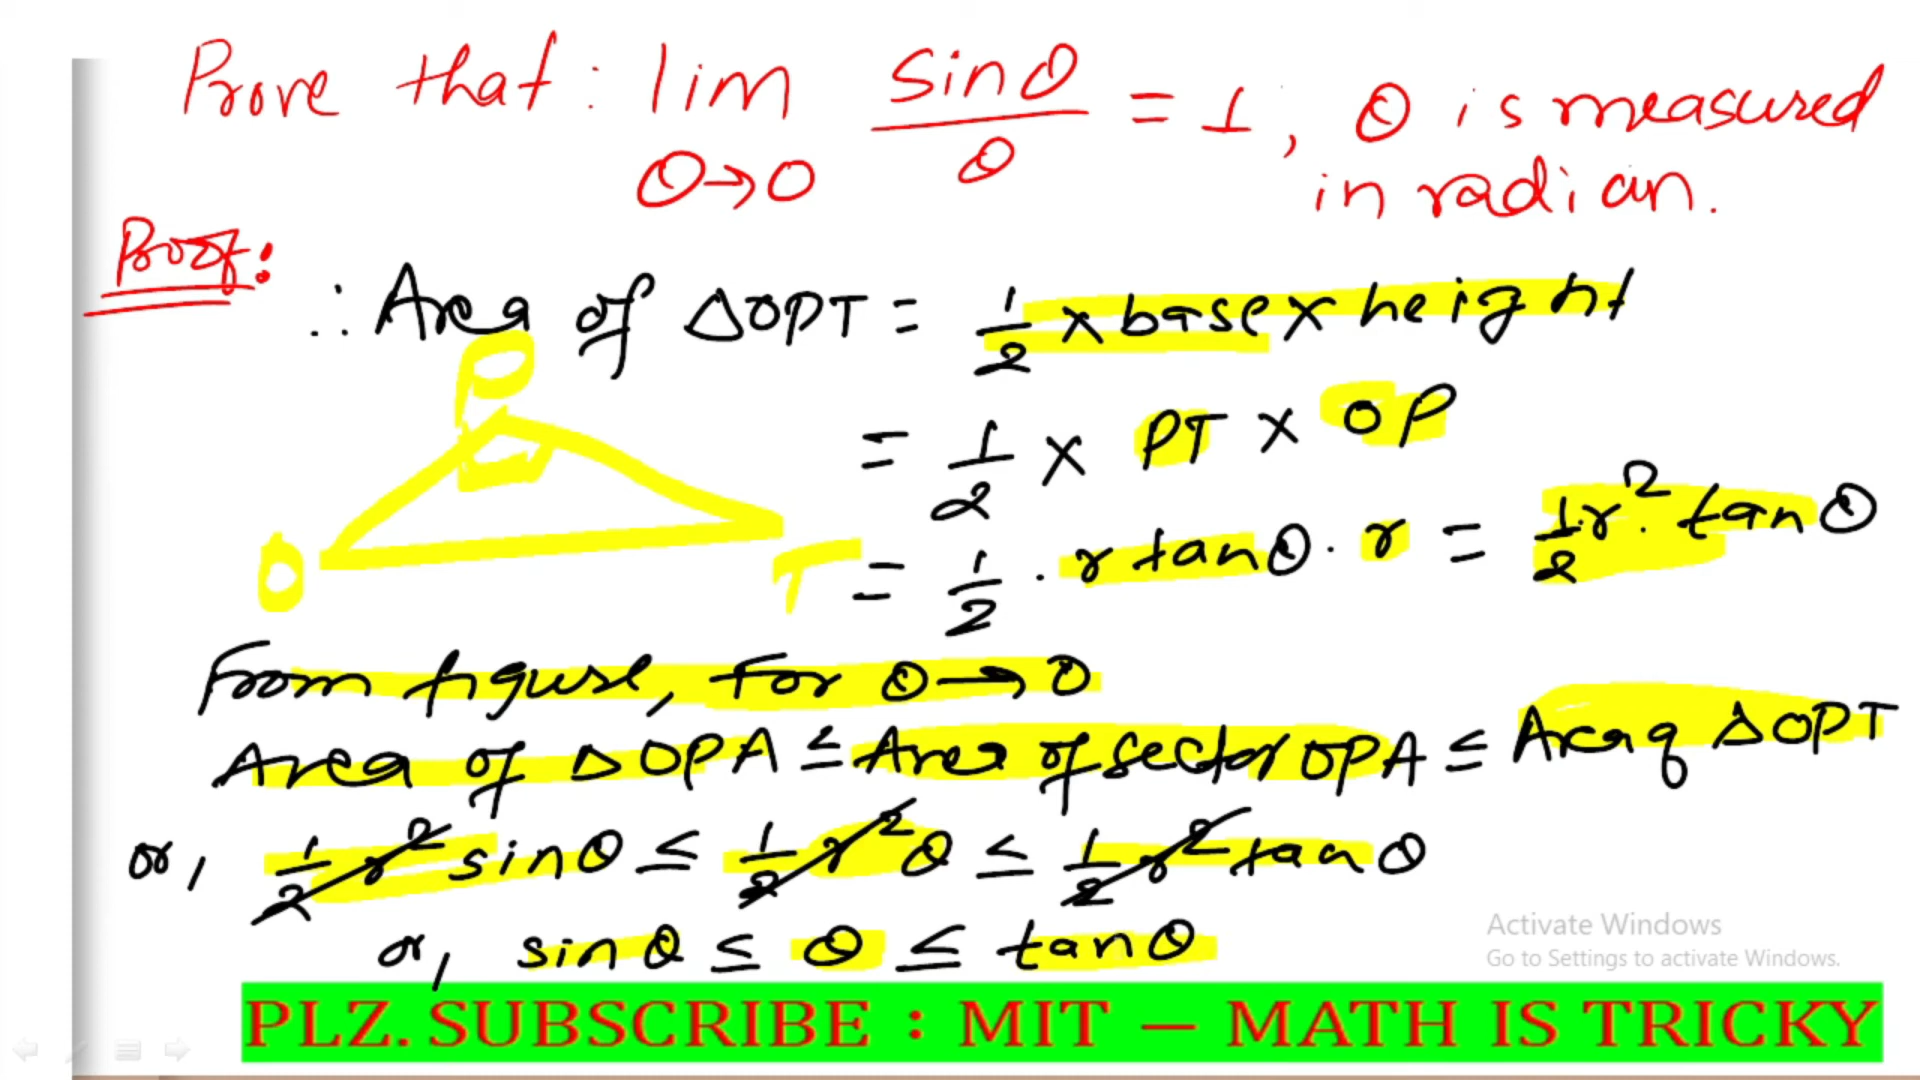 Prove that: lim sinθ/θ = 1, θ is measured
θ→0 in radian.
Proof:
∴ Area of ΔOPT = 1/2 × base × height
P
= 1/2 × PT × OP
= 1/2 · r tanθ · r = 1/2 · r² · tanθ
O T
From figure, For θ → 0
Area of ΔOPA ≤ Area of sector OPA ≤ Area of ΔOPT
or, 1/2 r² sinθ ≤ 1/2 r² θ ≤ 1/2 r² tanθ
or, sinθ ≤ θ ≤ tanθ
Activate Windows
Go to Settings to activate Windows.
PLZ. SUBSCRIBE : MIT – MATH IS TRICKY